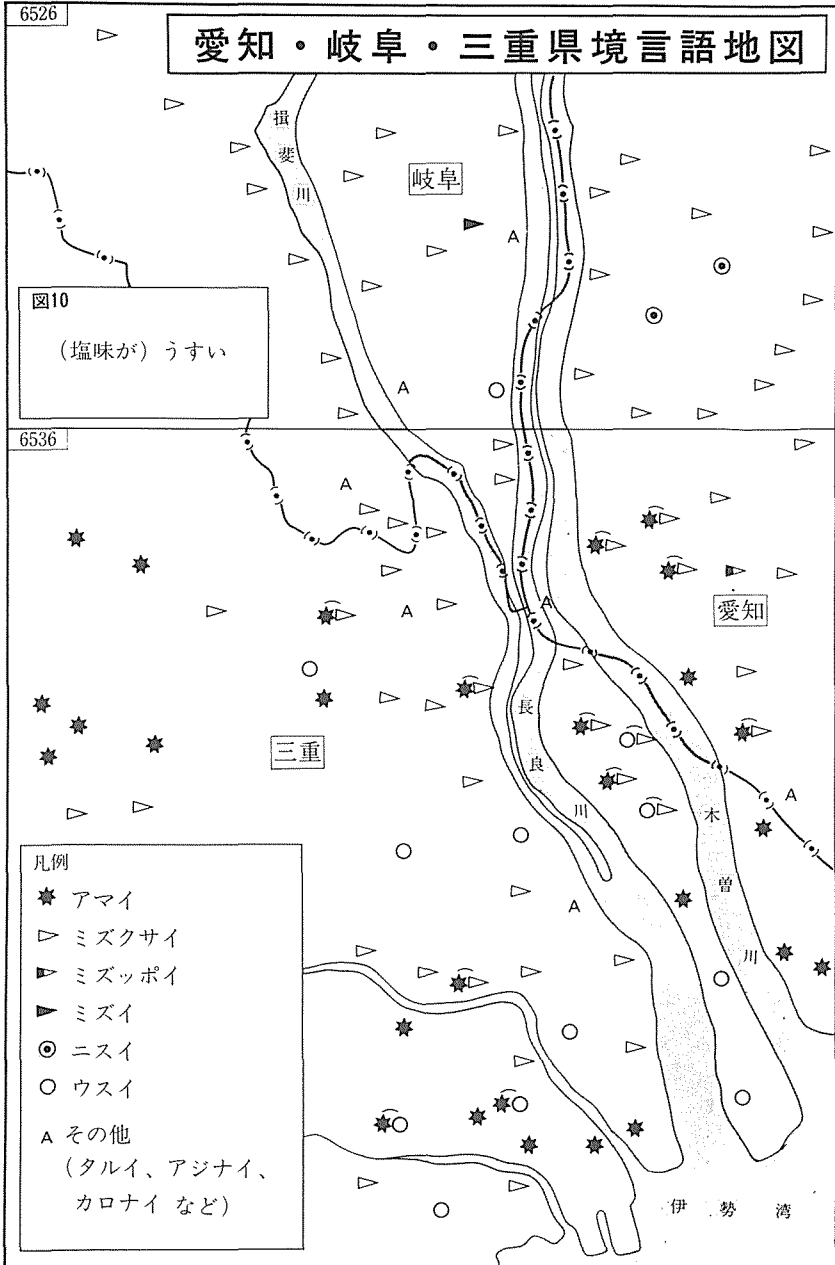 6526
愛知・岐阜・三重県境言語地図
揖斐川
岐阜
図10
(塩味が)うすい
6536
愛知
三重
長良川
木曽川
凡例
アマイ
ミズクサイ
ミズッポイ
ミズイ
ニスイ
ウスイ
A その他
(タルイ、アジナイ、
カロナイ など)
伊勢湾
A
A
A
A
A
A
A
A